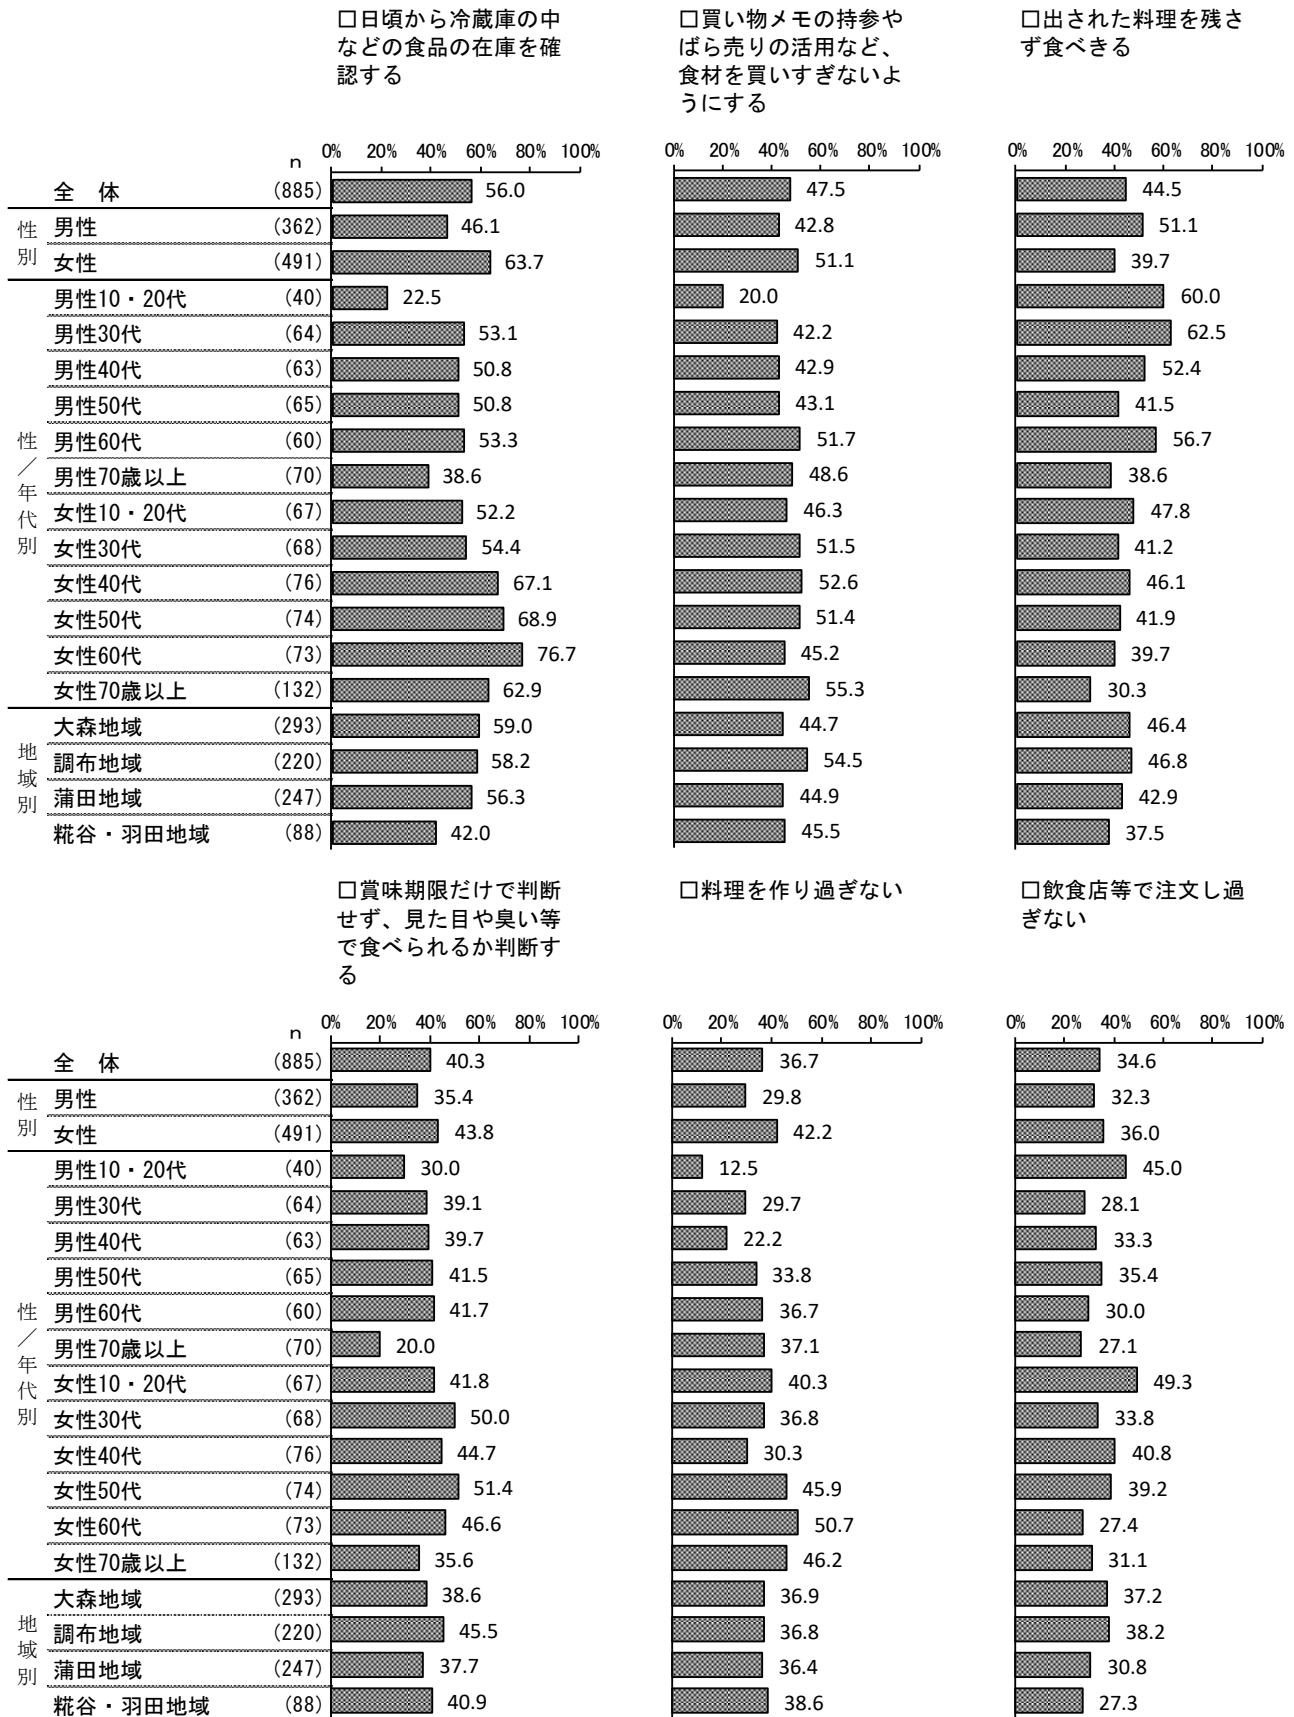 □日頃から冷蔵庫の中
などの食品の在庫を確
認する
□買い物メモの持参や
ばら売りの活用など、
食材を買いすぎないよ
うにする
□出された料理を残さ
ず食べきる
n 0% 20% 40% 60% 80% 100% 0% 20% 40% 60% 80% 100% 0% 20% 40% 60% 80% 100%
全 体 (885) 56.0 47.5 44.5
性別
男性 (362) 46.1 42.8 51.1
女性 (491) 63.7 51.1 39.7
性/年代別
男性10・20代 (40) 22.5 20.0 60.0
男性30代 (64) 53.1 42.2 62.5
男性40代 (63) 50.8 42.9 52.4
男性50代 (65) 50.8 43.1 41.5
男性60代 (60) 53.3 51.7 56.7
男性70歳以上 (70) 38.6 48.6 38.6
女性10・20代 (67) 52.2 46.3 47.8
女性30代 (68) 54.4 51.5 41.2
女性40代 (76) 67.1 52.6 46.1
女性50代 (74) 68.9 51.4 41.9
女性60代 (73) 76.7 45.2 39.7
女性70歳以上 (132) 62.9 55.3 30.3
地域別
大森地域 (293) 59.0 44.7 46.4
調布地域 (220) 58.2 54.5 46.8
蒲田地域 (247) 56.3 44.9 42.9
糀谷・羽田地域 (88) 42.0 45.5 37.5
□賞味期限だけで判断
せず、見た目や臭い等
で食べられるか判断す
る
□料理を作り過ぎない
□飲食店等で注文し過
ぎない
n 0% 20% 40% 60% 80% 100% 0% 20% 40% 60% 80% 100% 0% 20% 40% 60% 80% 100%
全 体 (885) 40.3 36.7 34.6
性別
男性 (362) 35.4 29.8 32.3
女性 (491) 43.8 42.2 36.0
性/年代別
男性10・20代 (40) 30.0 12.5 45.0
男性30代 (64) 39.1 29.7 28.1
男性40代 (63) 39.7 22.2 33.3
男性50代 (65) 41.5 33.8 35.4
男性60代 (60) 41.7 36.7 30.0
男性70歳以上 (70) 20.0 37.1 27.1
女性10・20代 (67) 41.8 40.3 49.3
女性30代 (68) 50.0 36.8 33.8
女性40代 (76) 44.7 30.3 40.8
女性50代 (74) 51.4 45.9 39.2
女性60代 (73) 46.6 50.7 27.4
女性70歳以上 (132) 35.6 46.2 31.1
地域別
大森地域 (293) 38.6 36.9 37.2
調布地域 (220) 45.5 36.8 38.2
蒲田地域 (247) 37.7 36.4 30.8
糀谷・羽田地域 (88) 40.9 38.6 27.3